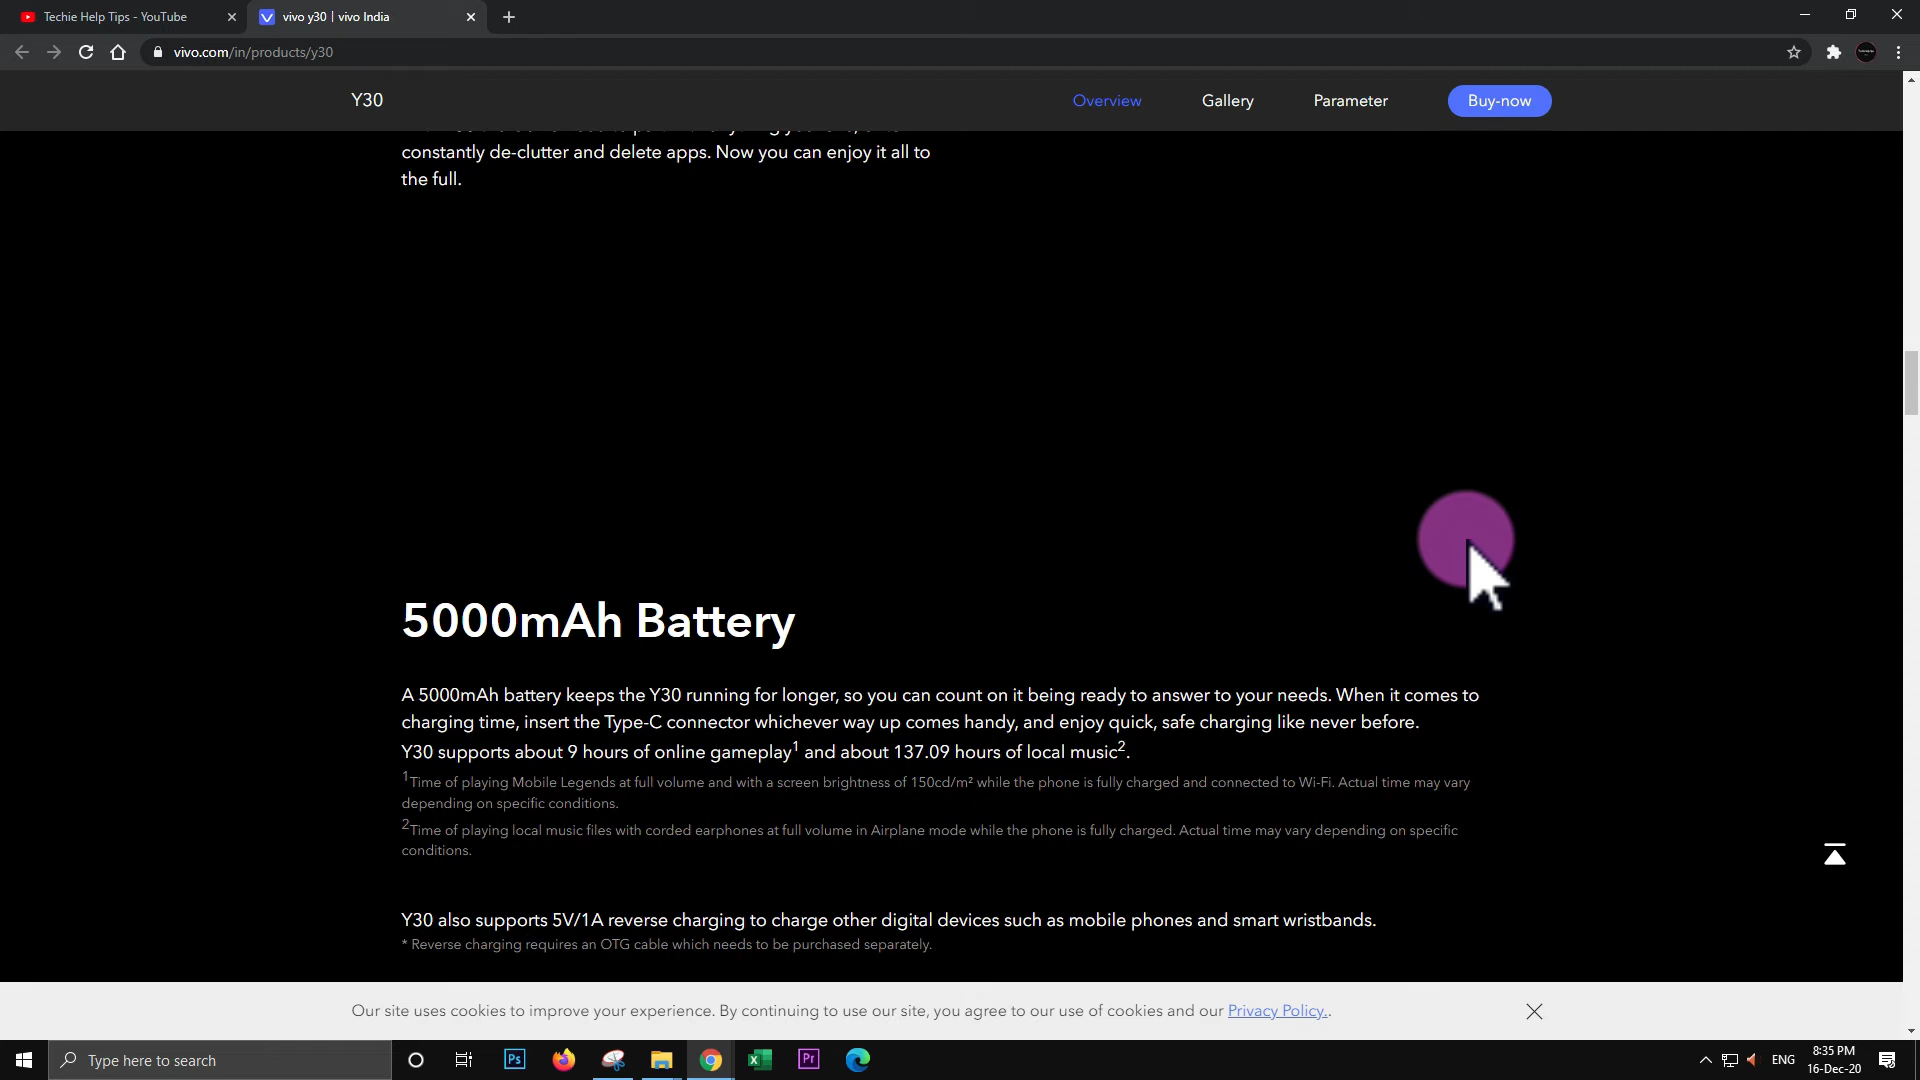 Techie Help Tips - YouTube
vivo y30 | vivo India
vivo.com/in/products/y30
Y30
Overview
Gallery
Parameter
Buy-now
constantly de-clutter and delete apps. Now you can enjoy it all to
the full.
5000mAh Battery
A 5000mAh battery keeps the Y30 running for longer, so you can count on it being ready to answer to your needs. When it comes to
charging time, insert the Type-C connector whichever way up comes handy, and enjoy quick, safe charging like never before.
Y30 supports about 9 hours of online gameplay1 and about 137.09 hours of local music2.
1Time of playing Mobile Legends at full volume and with a screen brightness of 150cd/m² while the phone is fully charged and connected to Wi-Fi. Actual time may vary
depending on specific conditions.
2Time of playing local music files with corded earphones at full volume in Airplane mode while the phone is fully charged. Actual time may vary depending on specific
conditions.
Y30 also supports 5V/1A reverse charging to charge other digital devices such as mobile phones and smart wristbands.
* Reverse charging requires an OTG cable which needs to be purchased separately.
Our site uses cookies to improve your experience. By continuing to use our site, you agree to our use of cookies and our Privacy Policy..
Type here to search
Ps
Pr
ENG
8:35 PM
16-Dec-20